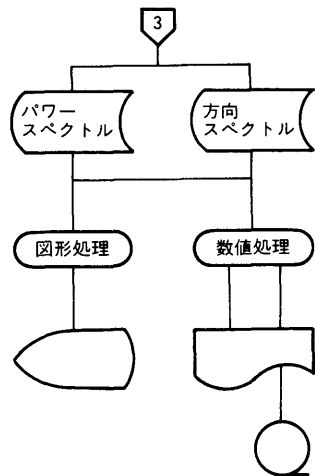 3
パワー
スペクトル
方向
スペクトル
図形処理
数値処理